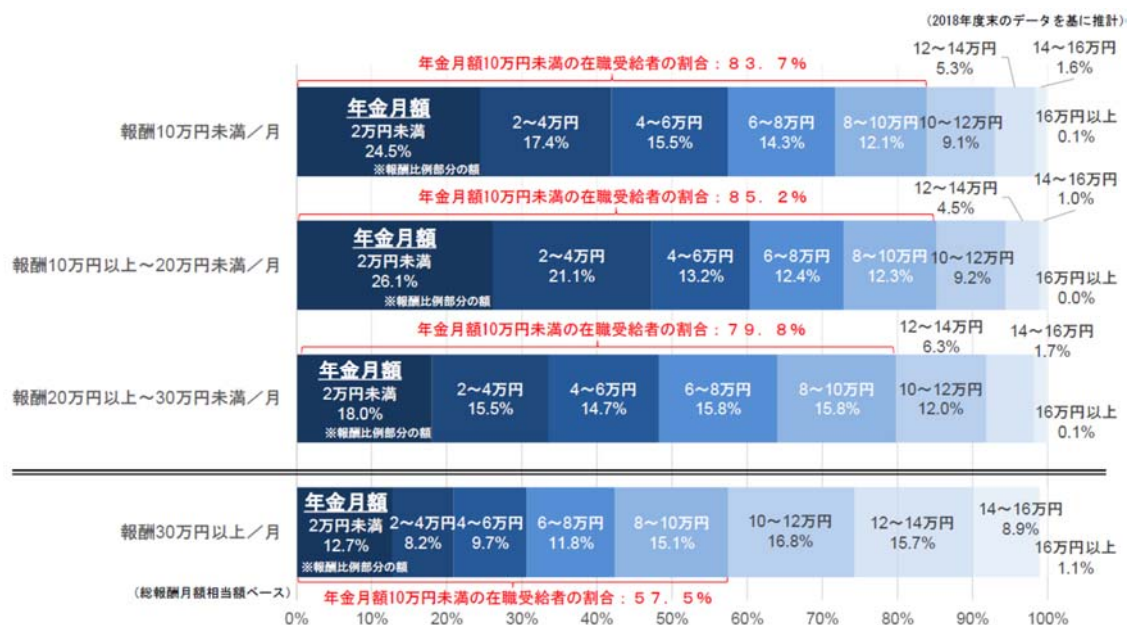 (2018年度末のデータを基に推計)
年金月額10万円未満の在職受給者の割合：８３．７％
12～14万円
5.3%
14～16万円
1.6%
報酬10万円未満／月
年金月額
2万円未満
24.5%
※報酬比例部分の額
2～4万円
17.4%
4～6万円
15.5%
6～8万円
14.3%
8～10万円
12.1%
10～12万円
9.1%
16万円以上
0.1%
年金月額10万円未満の在職受給者の割合：８５．２％
12～14万円
4.5%
14～16万円
1.0%
報酬10万円以上～20万円未満／月
年金月額
2万円未満
26.1%
※報酬比例部分の額
2～4万円
21.1%
4～6万円
13.2%
6～8万円
12.4%
8～10万円
12.3%
10～12万円
9.2%
16万円以上
0.0%
年金月額10万円未満の在職受給者の割合：７９．８％
12～14万円
6.3%
14～16万円
1.7%
報酬20万円以上～30万円未満／月
年金月額
2万円未満
18.0%
※報酬比例部分の額
2～4万円
15.5%
4～6万円
14.7%
6～8万円
15.8%
8～10万円
15.8%
10～12万円
12.0%
16万円以上
0.1%
報酬30万円以上／月
年金月額
2万円未満
12.7%
※報酬比例部分の額
2～4万円
8.2%
4～6万円
9.7%
6～8万円
11.8%
8～10万円
15.1%
10～12万円
16.8%
12～14万円
15.7%
14～16万円
8.9%
16万円以上
1.1%
(総報酬月額相当額ベース)
年金月額10万円未満の在職受給者の割合：５７．５％
0% 10% 20% 30% 40% 50% 60% 70% 80% 90% 100%